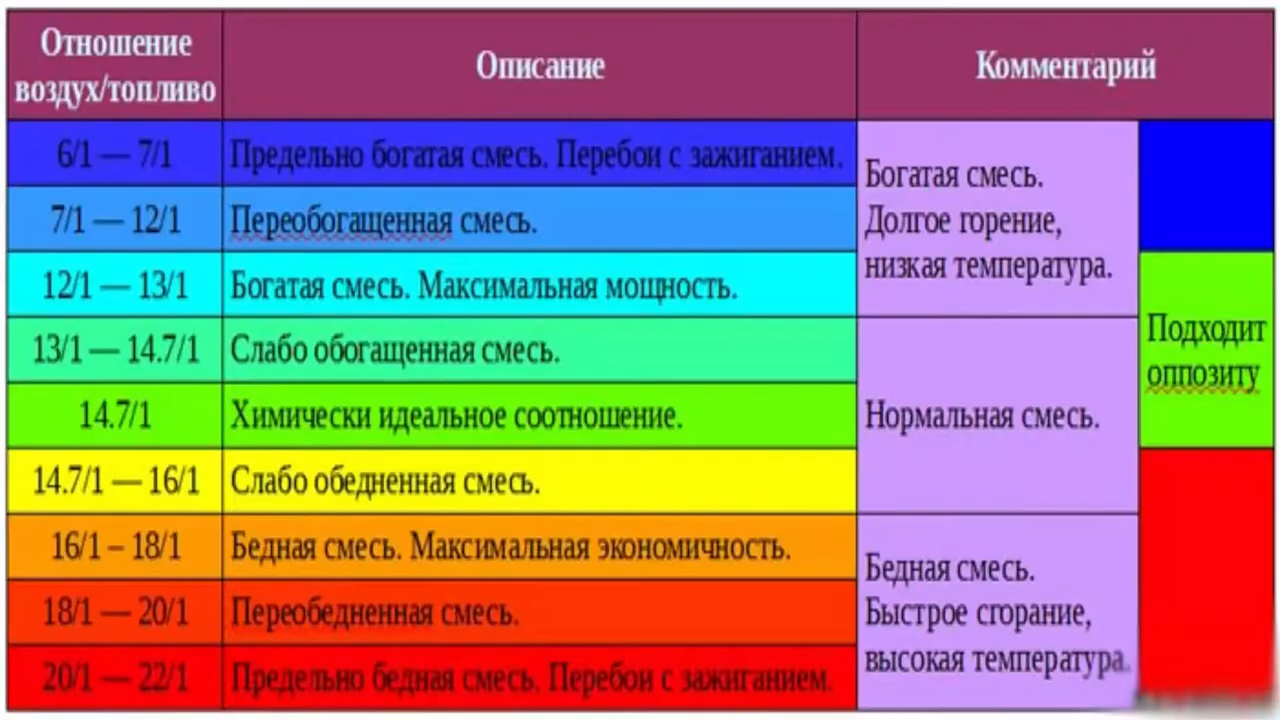 Отношение
воздух/топливо
Описание
Комментарий
6/1 — 7/1
Предельно богатая смесь. Перебои с зажиганием.
7/1 — 12/1
Переобогащенная смесь.
12/1 — 13/1
Богатая смесь. Максимальная мощность.
Богатая смесь.
Долгое горение,
низкая температура.
13/1 — 14.7/1
Слабо обогащенная смесь.
14.7/1
Химически идеальное соотношение.
14.7/1 — 16/1
Слабо обедненная смесь.
Нормальная смесь.
Подходит
оппозиту
16/1 – 18/1
Бедная смесь. Максимальная экономичность.
18/1 — 20/1
Переобедненная смесь.
20/1 — 22/1
Предельно бедная смесь. Перебои с зажиганием.
Бедная смесь.
Быстрое сгорание,
высокая температура.